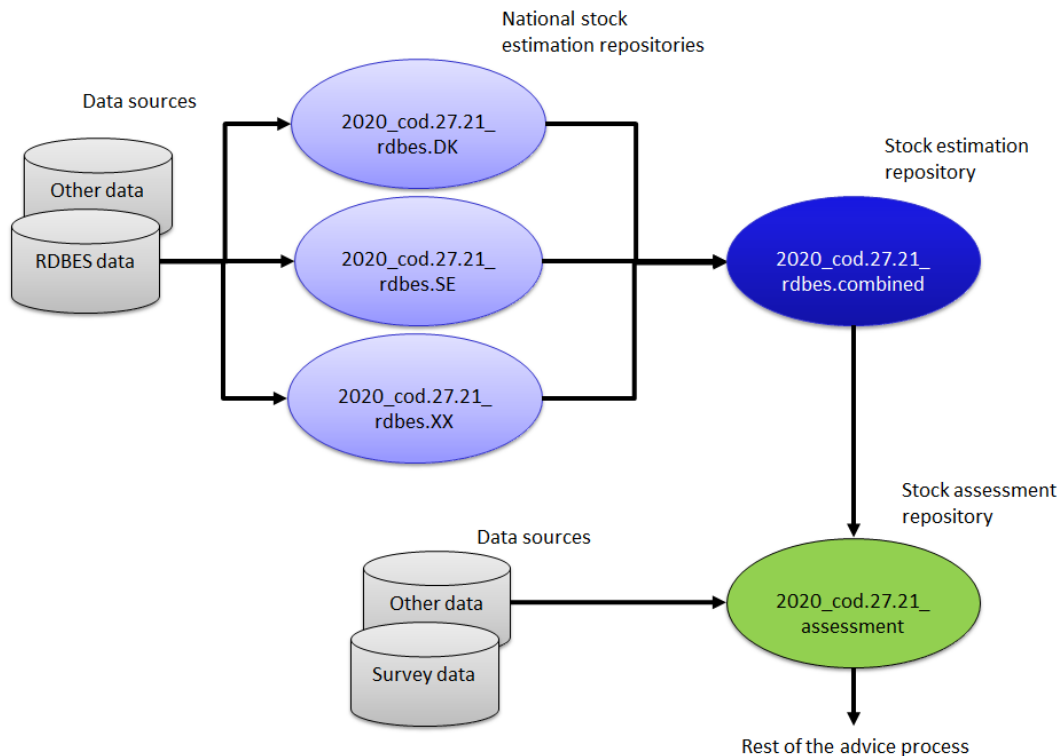 National stock
estimation repositories
Data sources
2020_cod.27.21_
rdbes.DK
Other data
RDBES data
2020_cod.27.21_
rdbes.SE
2020_cod.27.21_
rdbes.XX
Stock estimation
repository
2020_cod.27.21_
rdbes.combined
Stock assessment
repository
Data sources
Other data
Survey data
2020_cod.27.21_
assessment
Rest of the advice process